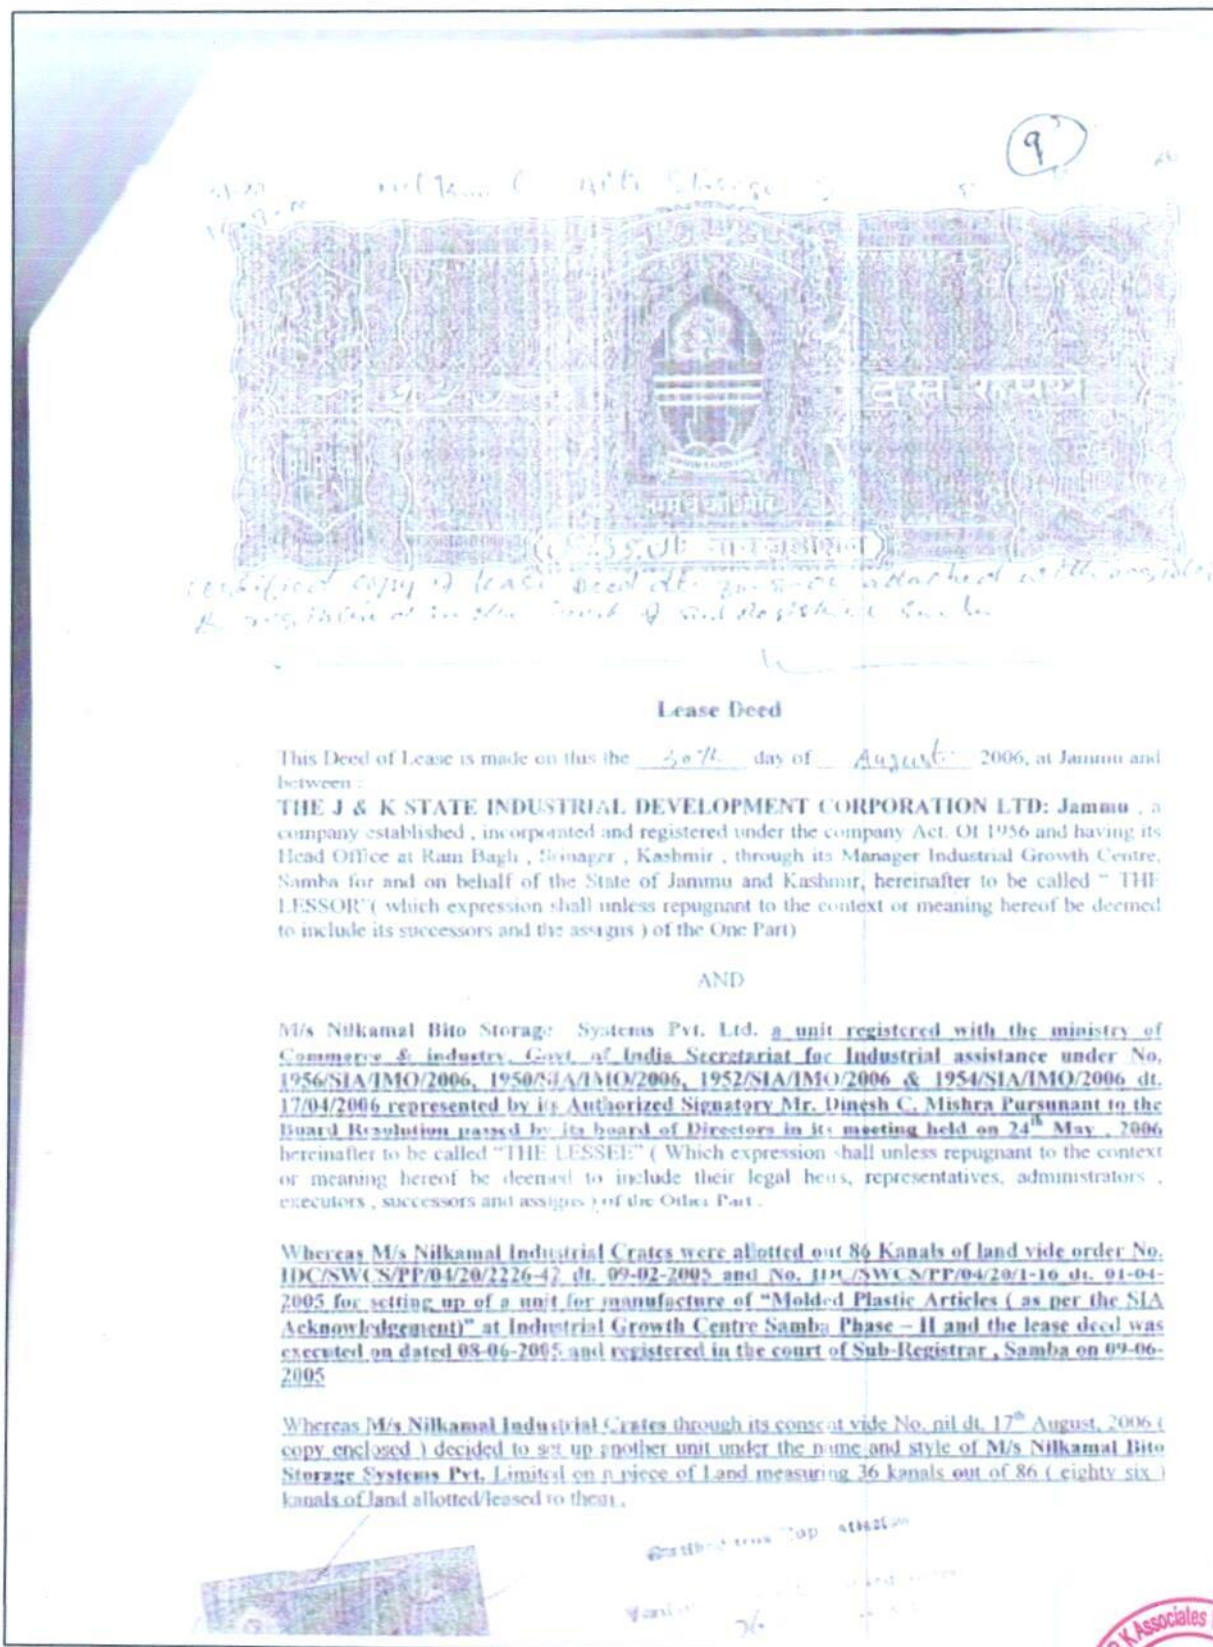 9
दस रुपये
certified copy of lease Deed attached with
Lease Deed
This Deed of Lease is made on this the 30th day of August 2006, at Jammu and
between :
THE J & K STATE INDUSTRIAL DEVELOPMENT CORPORATION LTD: Jammu , a
company established , incorporated and registered under the company Act. Of 1956 and having its
Head Office at Ram Bagh , Srinager , Kashmir , through its Manager Industrial Growth Centre,
Samba for and on behalf of the State of Jammu and Kashmir, hereinafter to be called " THE
LESSOR"( which expression shall unless repugnant to the context or meaning hereof be deemed
to include its successors and the assigns ) of the One Part)
AND
M/s Nilkamal Bito Storage Systems Pvt. Ltd. a unit registered with the ministry of
Commerce & industry, Govt. of India Secretariat for Industrial assistance under No.
1956/SIA/IMO/2006, 1950/SIA/IMO/2006, 1952/SIA/IMO/2006 & 1954/SIA/IMO/2006 dt.
17/04/2006 represented by its Authorized Signatory Mr. Dinesh C. Mishra Pursunant to the
Board Resolution passed by its board of Directors in its meeting held on 24th May , 2006
hereinafter to be called "THE LESSEE" ( Which expression shall unless repugnant to the context
or meaning hereof be deemed to include their legal heirs, representatives, administrators ,
executors , successors and assigns ) of the Other Part .
Whereas M/s Nilkamal Industrial Crates were allotted out 86 Kanals of land vide order No.
IDC/SWCS/PP/04/20/2226-42 dt. 09-02-2005 and No. IDC/SWCS/PP/04/20/1-16 dt. 01-04-
2005 for setting up of a unit for manufacture of "Molded Plastic Articles ( as per the SIA
Acknowledgement)" at Industrial Growth Centre Samba Phase – II and the lease deed was
executed on dated 08-06-2005 and registered in the court of Sub-Registrar , Samba on 09-06-
2005
Whereas M/s Nilkamal Industrial Crates through its consent vide No. nil dt. 17th August, 2006 (
copy enclosed ) decided to set up another unit under the name and style of M/s Nilkamal Bito
Storage Systems Pvt. Limited on a piece of Land measuring 36 kanals out of 86 ( eighty six )
kanals of land allotted/leased to them .
K Associates